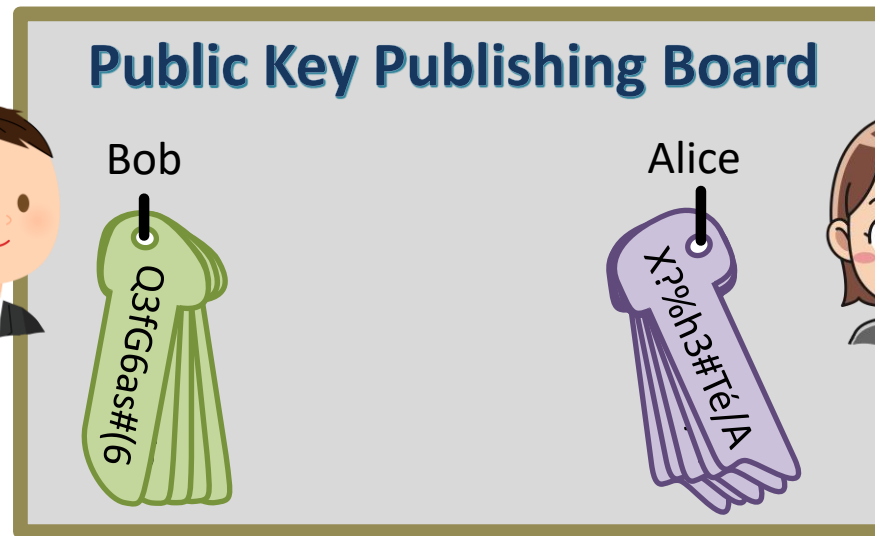 Public Key Publishing Board
Bob
Alice
Q3fG6as#(6
X?%h3#Té/A